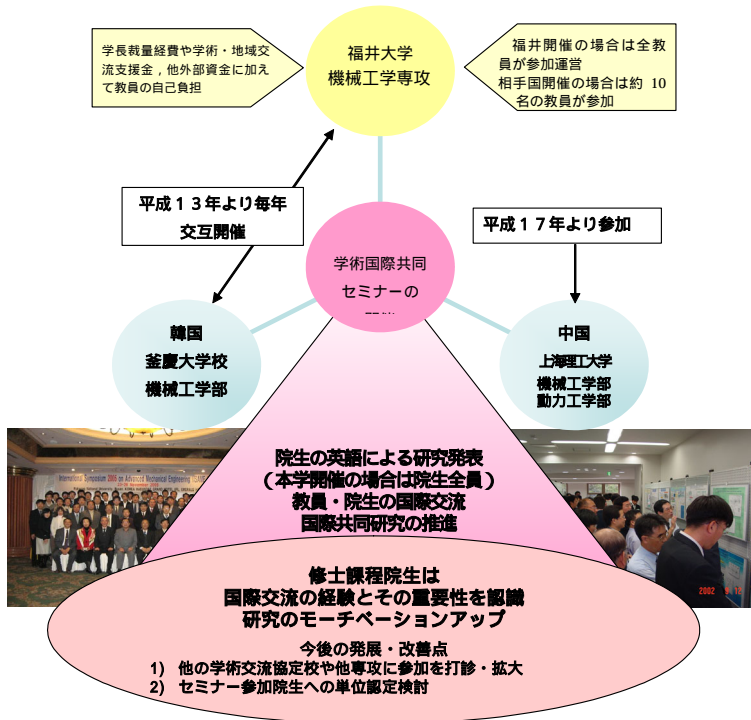 学長裁量経費や学術・地域交
流支援金，他外部資金に加え
て教員の自己負担
福井大学
機械工学専攻
福井開催の場合は全教
員が参加運営
相手国開催の場合は約 10
名の教員が参加
平成１３年より毎年
交互開催
平成１７年より参加
学術国際共同
セミナーの
韓国
釜慶大学校
機械工学部
中国
上海理工大学
機械工学部
動力工学部
International Symposium 2005 on Advanced Mechanical Engineering
院生の英語による研究発表
（本学開催の場合は院生全員）
教員・院生の国際交流
国際共同研究の推進
2002
修士課程院生は
国際交流の経験とその重要性を認識
研究のモーチベーションアップ
今後の発展・改善点
1) 他の学術交流協定校や他専攻に参加を打診・拡大
2) セミナー参加院生への単位認定検討